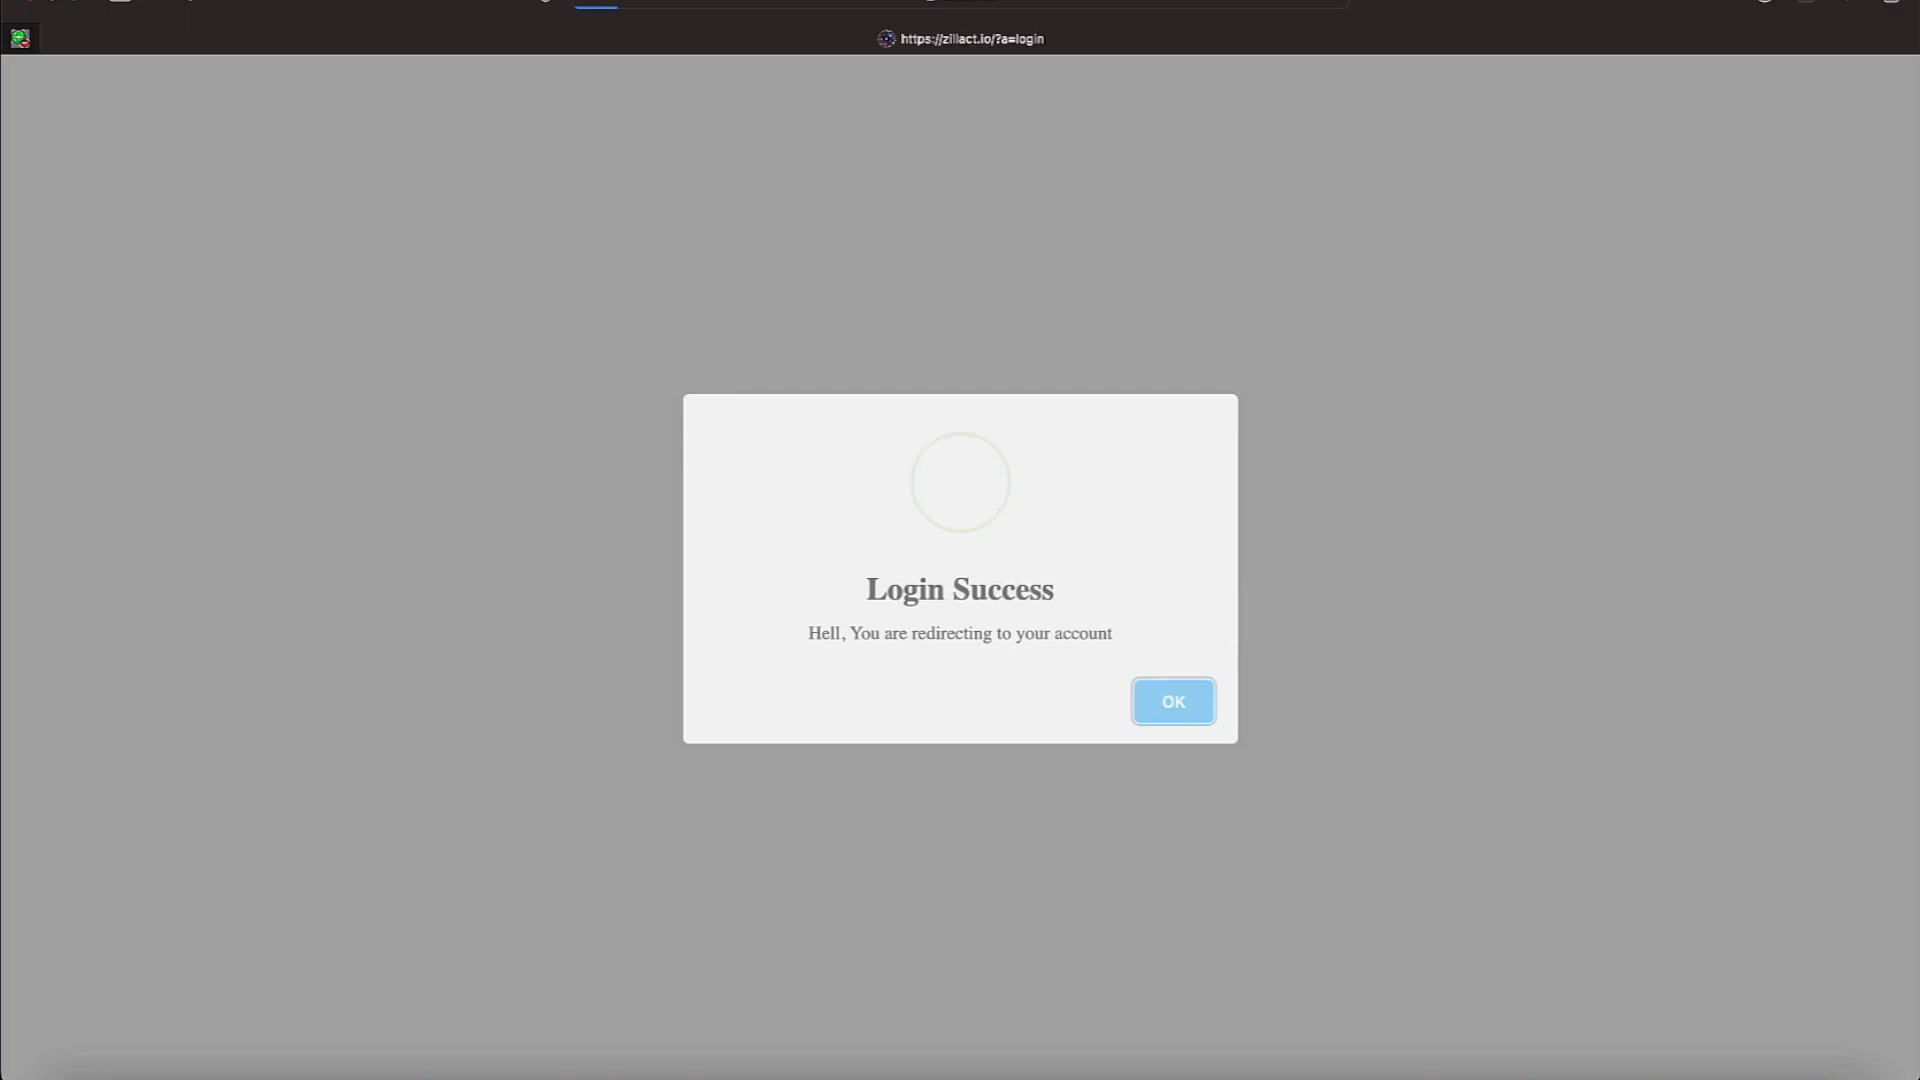 https://zillact.io/?a=login
Login Success
Hell, You are redirecting to your account
OK